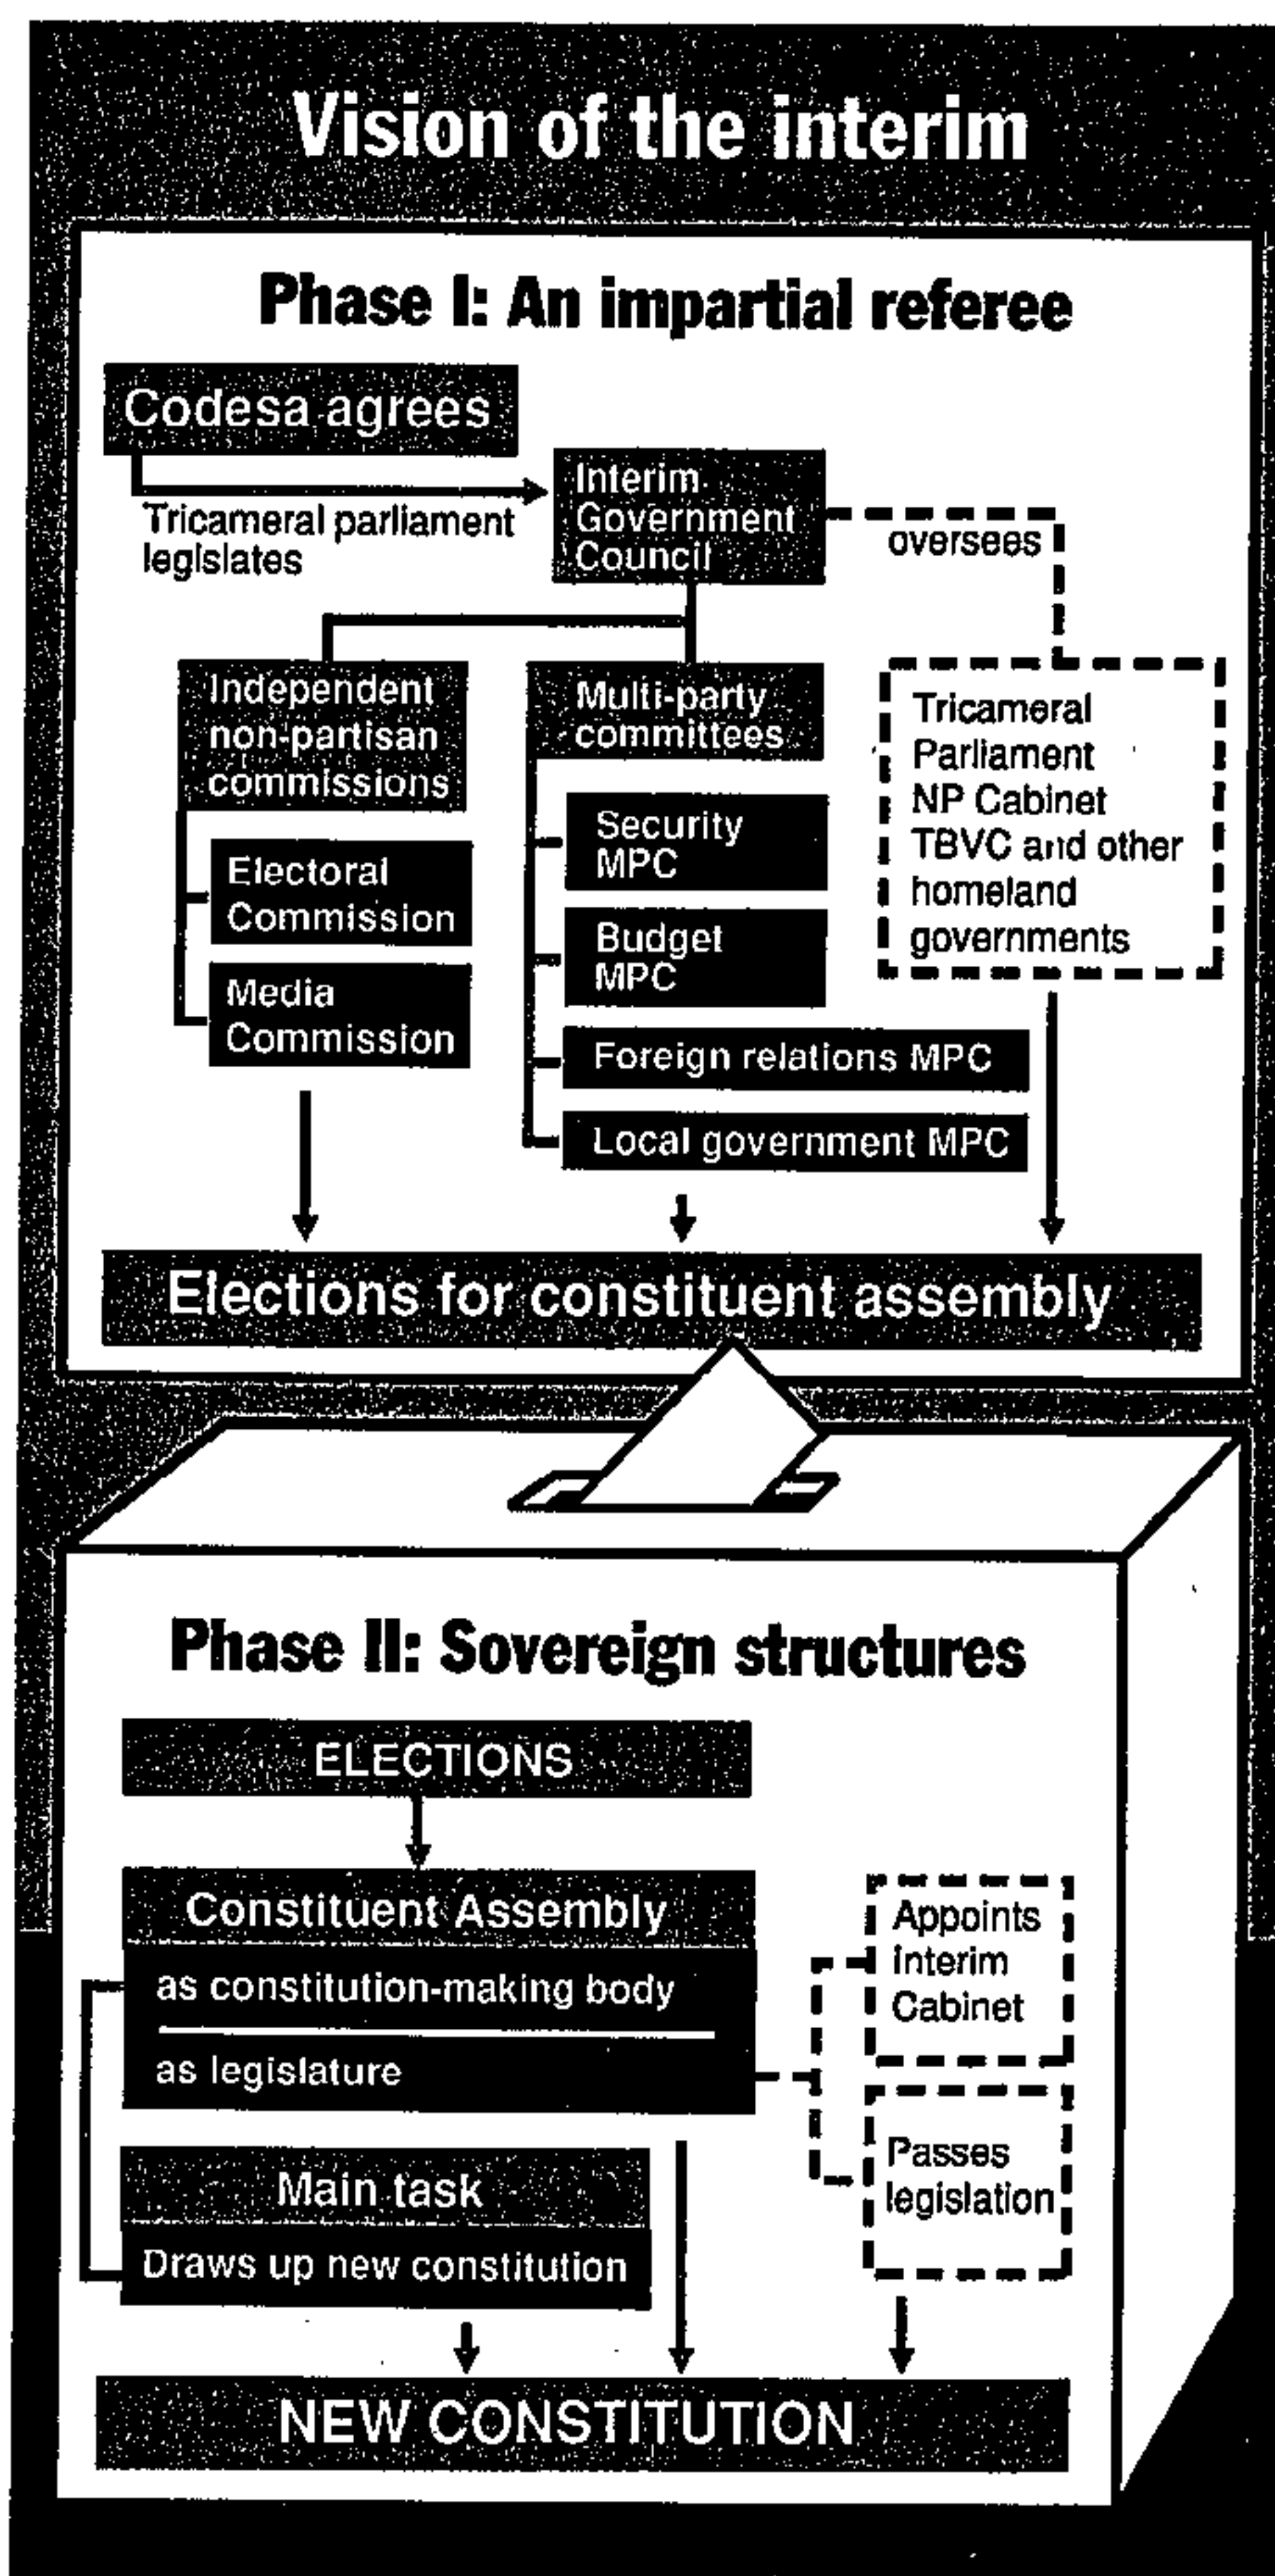 Vision of the interim
Phase I: An impartial referee
Codesa agrees
Tricameral parliament
legislates
Interim
Government
Council
oversees
Independent
non-partisan
commissions
Electoral
Commission
Media
Commission
Multi-party
committees
Security
MPC
Budget
MPC
Foreign relations MPC
Local government MPC
Tricameral
Parliament
NP Cabinet
TBVC and other
homeland
governments
Elections for constituent assembly
Phase II: Sovereign structures
ELECTIONS
Constituent Assembly
as constitution-making body
as legislature
Appoints
Interim
Cabinet
Passes
legislation
Main task
Draws up new constitution
NEW CONSTITUTION